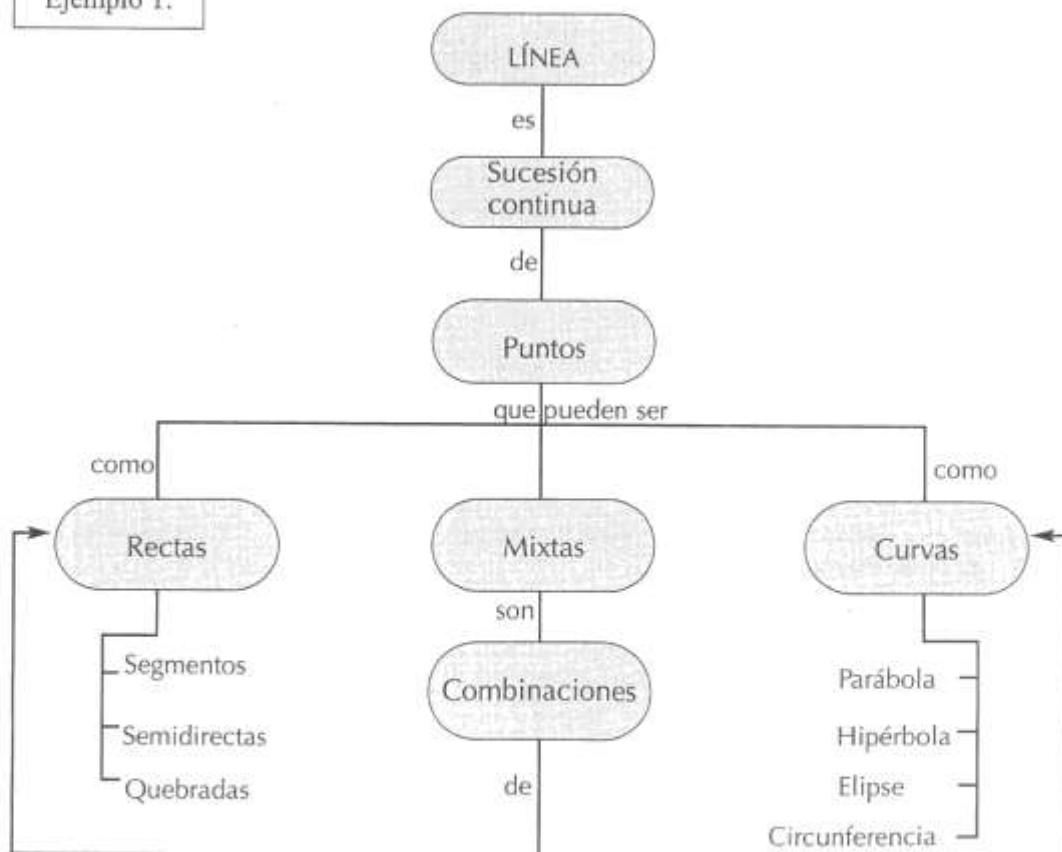 Ejemplo 1.
LÍNEA
es
Sucesión
continua
de
Puntos
que pueden ser
como
como
Rectas
Mixtas
Curvas
son
Segmentos
Semidirectas
Quebradas
Combinaciones
de
Parábola
Hipérbola
Elipse
Circunferencia